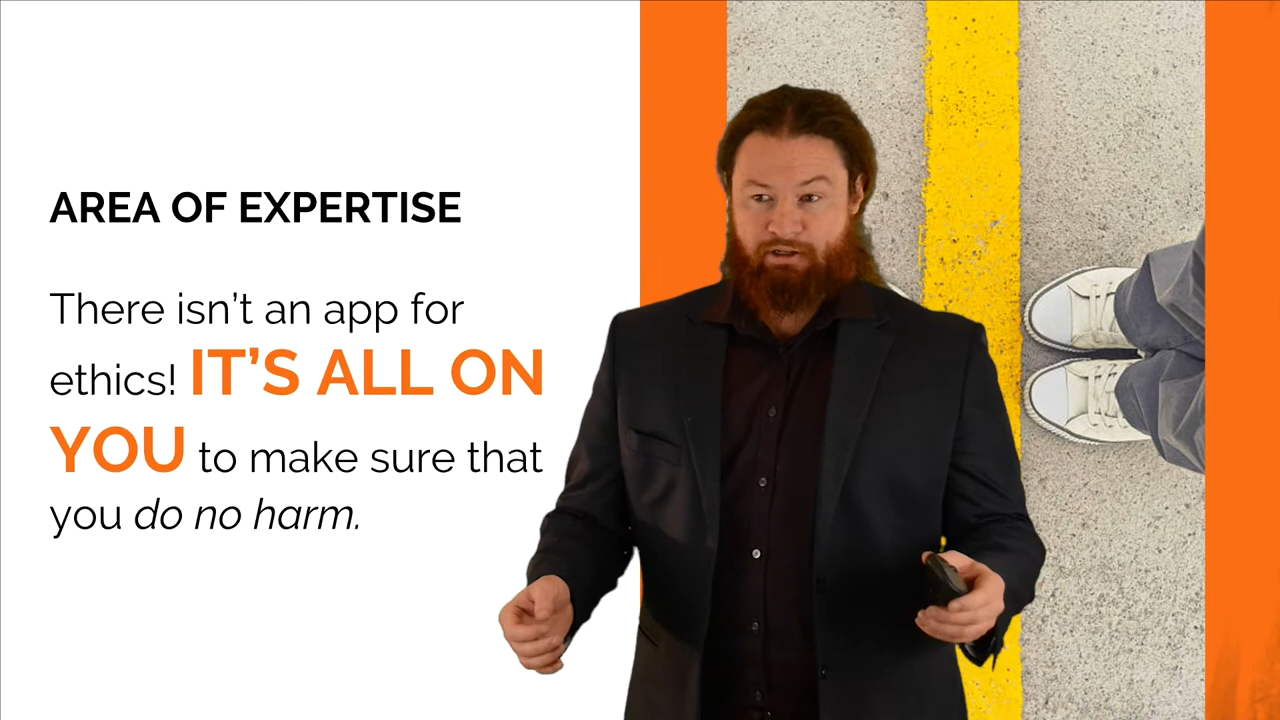 AREA OF EXPERTISE
There isn’t an app for
ethics! IT’S ALL ON
YOU to make sure that
you do no harm.